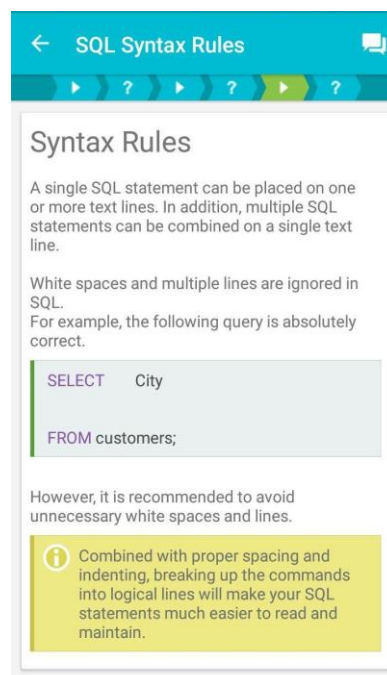 SQL Syntax Rules
? ? ?
Syntax Rules
A single SQL statement can be placed on one
or more text lines. In addition, multiple SQL
statements can be combined on a single text
line.
White spaces and multiple lines are ignored in
SQL.
For example, the following query is absolutely
correct.
SELECT City
FROM customers;
However, it is recommended to avoid
unnecessary white spaces and lines.
Combined with proper spacing and
indenting, breaking up the commands
into logical lines will make your SQL
statements much easier to read and
maintain.